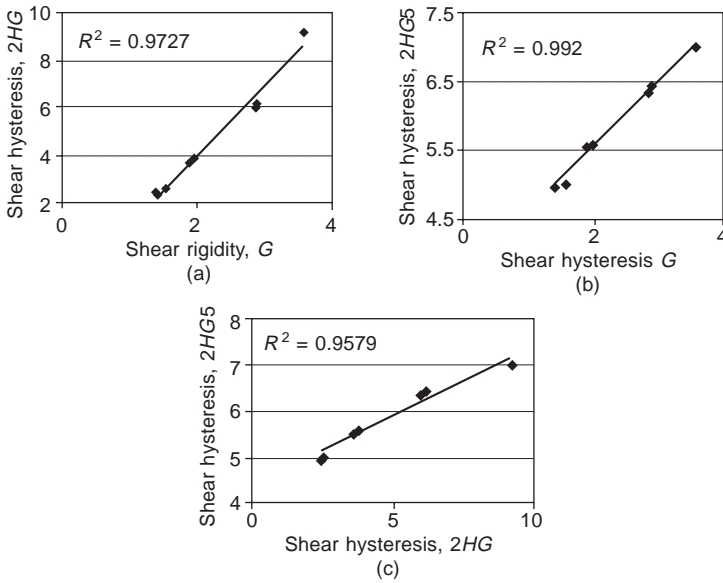 Shear hysteresis, 2HG
10
8
6
4
2
R² = 0.9727
0 2 4
Shear rigidity, G
(a)
Shear hysteresis, 2HG5
7.5
6.5
5.5
4.5
R² = 0.992
0 2 4
Shear hysteresis G
(b)
Shear hysteresis, 2HG5
8
7
6
5
4
R² = 0.9579
0 5 10
Shear hysteresis, 2HG
(c)